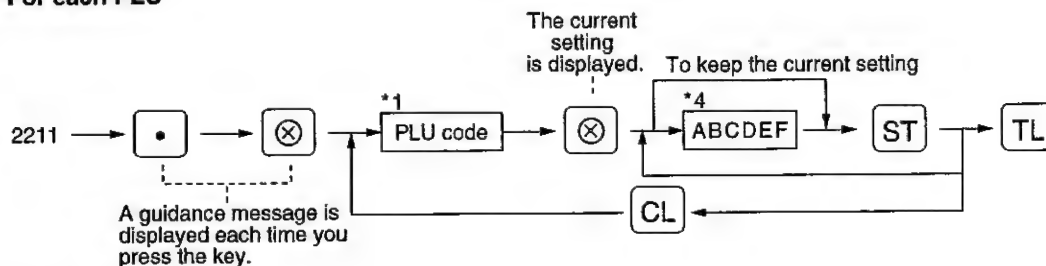 For each PLU
The current
setting
is displayed.
To keep the current setting
*1
*4
2211
•
⊗
PLU code
⊗
ABCDEF
ST
TL
CL
A guidance message is
displayed each time you
press the key.